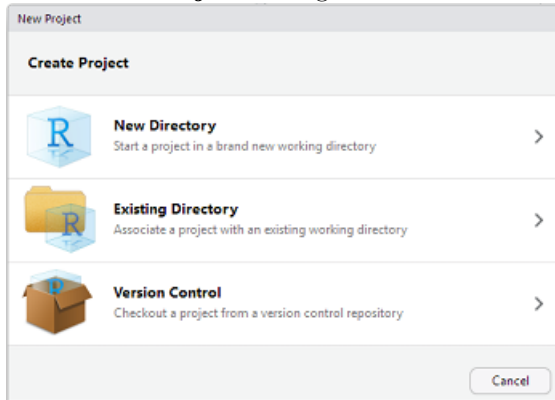 New Project
Create Project
New Directory
Start a project in a brand new working directory
Existing Directory
Associate a project with an existing working directory
Version Control
Checkout a project from a version control repository
Cancel